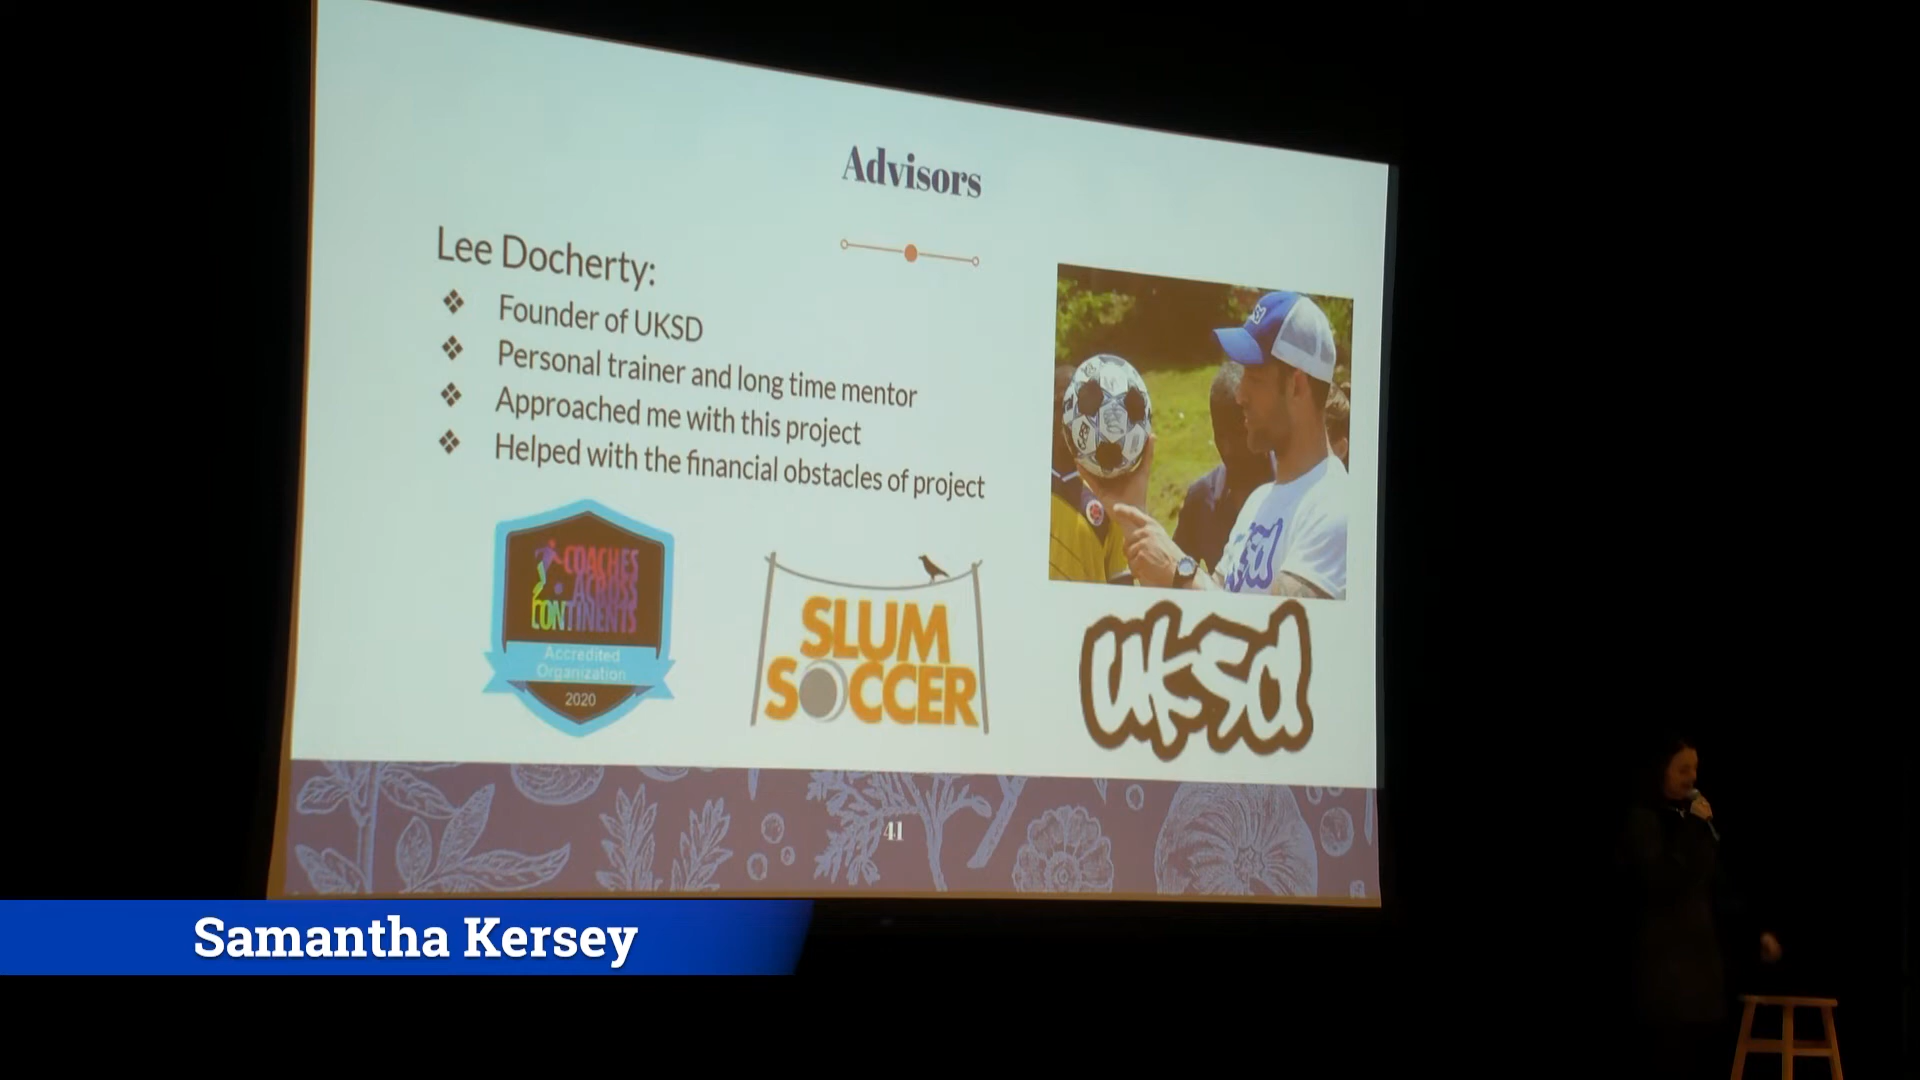 Advisors
Lee Docherty:
❖ Founder of UKSD
❖ Personal trainer and long time mentor
❖ Approached me with this project
❖ Helped with the financial obstacles of project
COACHES
ACROSS
CONTINENTS
Accredited
Organization
2020
SLUM
SOCCER
uksd
41
Samantha Kersey